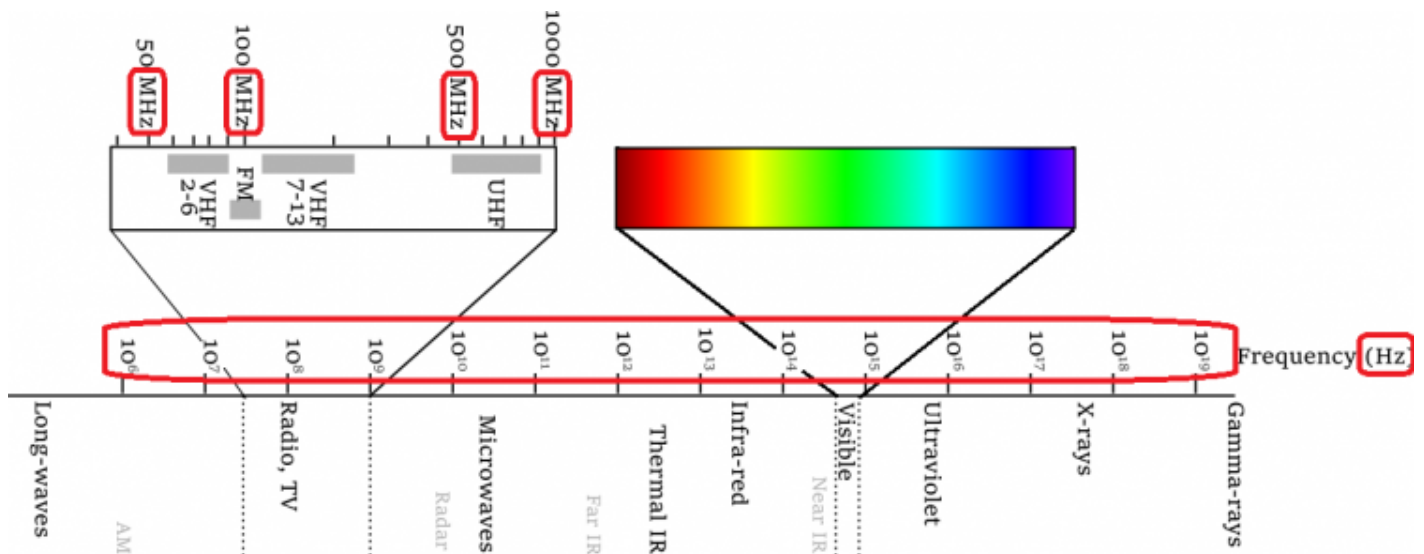 50 MHz
100 MHz
500 MHz
1000 MHz
VHF
2-6
FM
VHF
7-13
UHF
10⁶
10⁷
10⁸
10⁹
10¹⁰
10¹¹
10¹²
10¹³
10¹⁴
10¹⁵
10¹⁶
10¹⁷
10¹⁸
10¹⁹
Frequency (Hz)
Long-waves
AM
Radio, TV
Radar
Microwaves
Far IR
Thermal IR
Infra-red
Near IR
Visible
Ultraviolet
X-rays
Gamma-rays